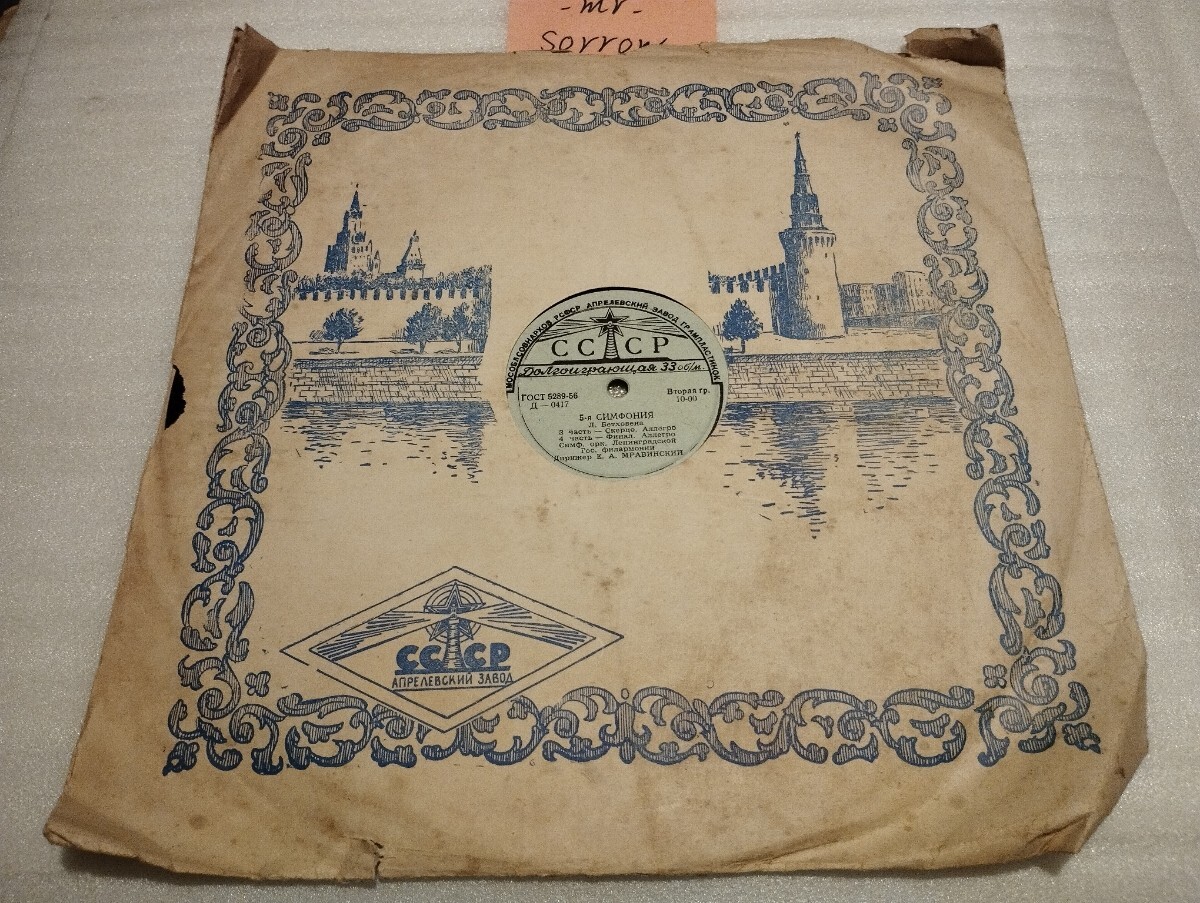 -mr-
sorrow
МОСОБЛСОВНАРХОЗ РСФСР АПРЕЛЕВСКИЙ ЗАВОД ГРАМПЛАСТИНОК
СССР
Долгоиграющая 33 об/м.
ГОСТ 5289-56
Вторая гр.
Д — 0417
10-00
5-я СИМФОНИЯ
Л. Бетховена
3 часть — Скерцо. Аллегро
4 часть — Финал. Аллегро
Симф. орк. Ленинградской
Гос. филармонии
Дирижер Е. А. МРАВИНСКИЙ
СССР
АПРЕЛЕВСКИЙ ЗАВОД